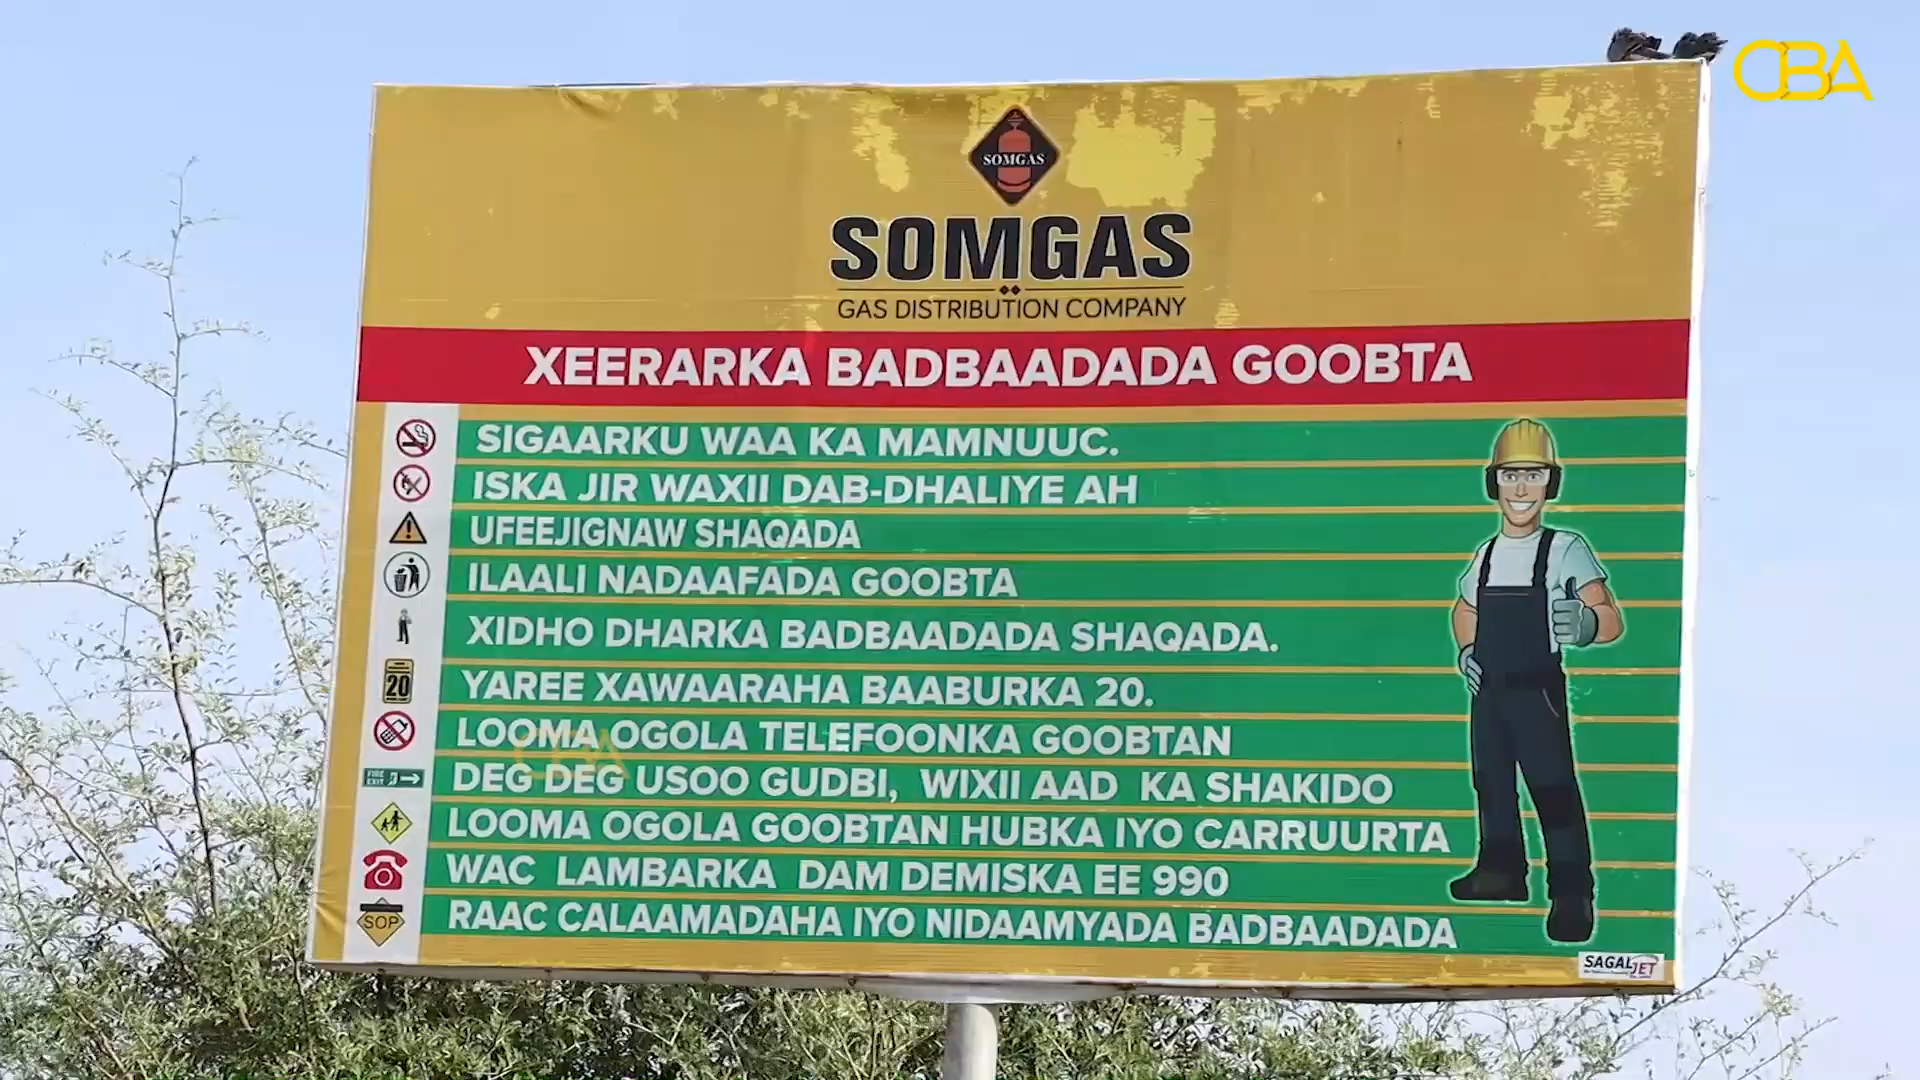 CBA
SOMGAS
SOMGAS
GAS DISTRIBUTION COMPANY
XEERARKA BADBAADADA GOOBTA
SIGAARKU WAA KA MAMNUUC.
ISKA JIR WAXII DAB-DHALIYE AH
UFEEJIGNAW SHAQADA
ILAALI NADAAFADA GOOBTA
XIDHO DHARKA BADBAADADA SHAQADA.
20
YAREE XAWAARAHA BAABURKA 20.
LOOMA OGOLA TELEFOONKA GOOBTAN
CBA
FIRE EXIT
DEG DEG USOO GUDBI, WIXII AAD KA SHAKIDO
LOOMA OGOLA GOOBTAN HUBKA IYO CARRUURTA
WAC LAMBARKA DAM DEMISKA EE 990
SOP
RAAC CALAAMADAHA IYO NIDAAMYADA BADBAADADA
SAGALJET